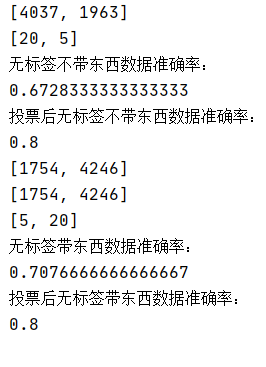 [4037, 1963]
[20, 5]
无标签不带东西数据准确率：
0.6728333333333333
投票后无标签不带东西数据准确率：
0.8
[1754, 4246]
[1754, 4246]
[5, 20]
无标签带东西数据准确率：
0.7076666666666667
投票后无标签带东西数据准确率：
0.8